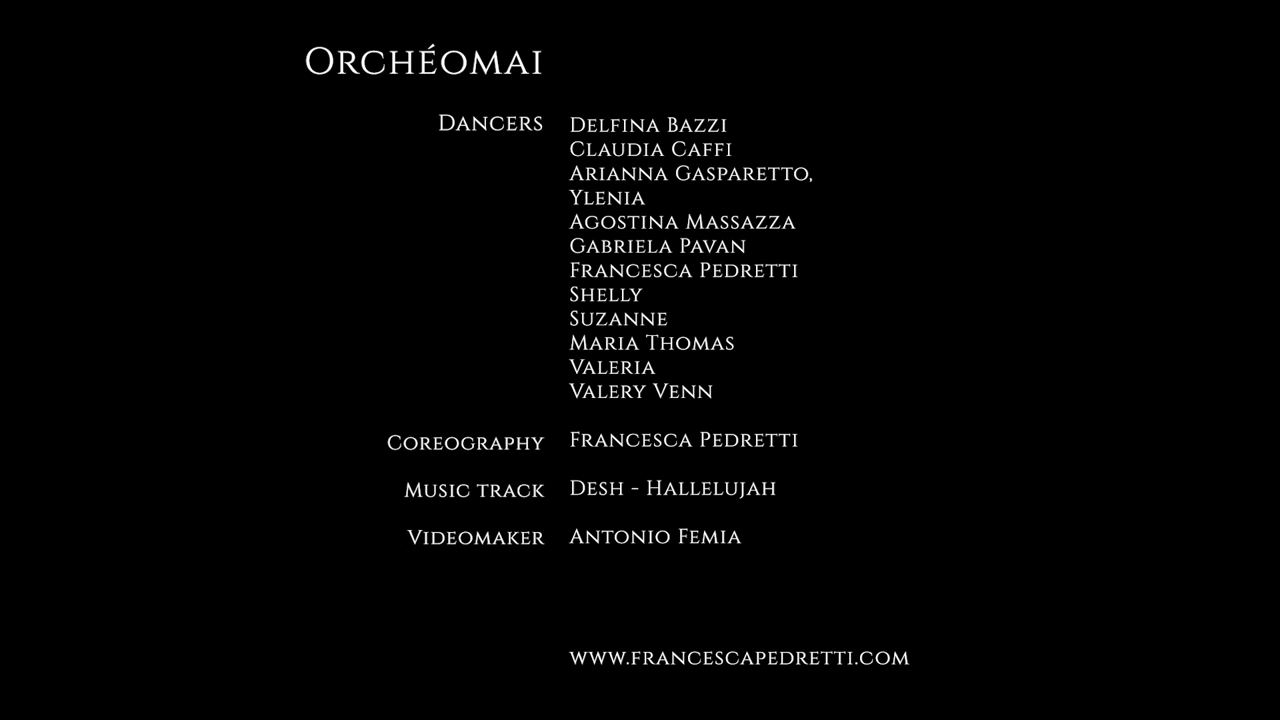 Orchéomai
Dancers
Delfina Bazzi
Claudia Caffi
Arianna Gasparetto,
Ylenia
Agostina Massazza
Gabriela Pavan
Francesca Pedretti
Shelly
Suzanne
Maria Thomas
Valeria
Valery Venn
Coreography Francesca Pedretti
Music track Desh - Hallelujah
Videomaker Antonio Femia
www.francescapedretti.com